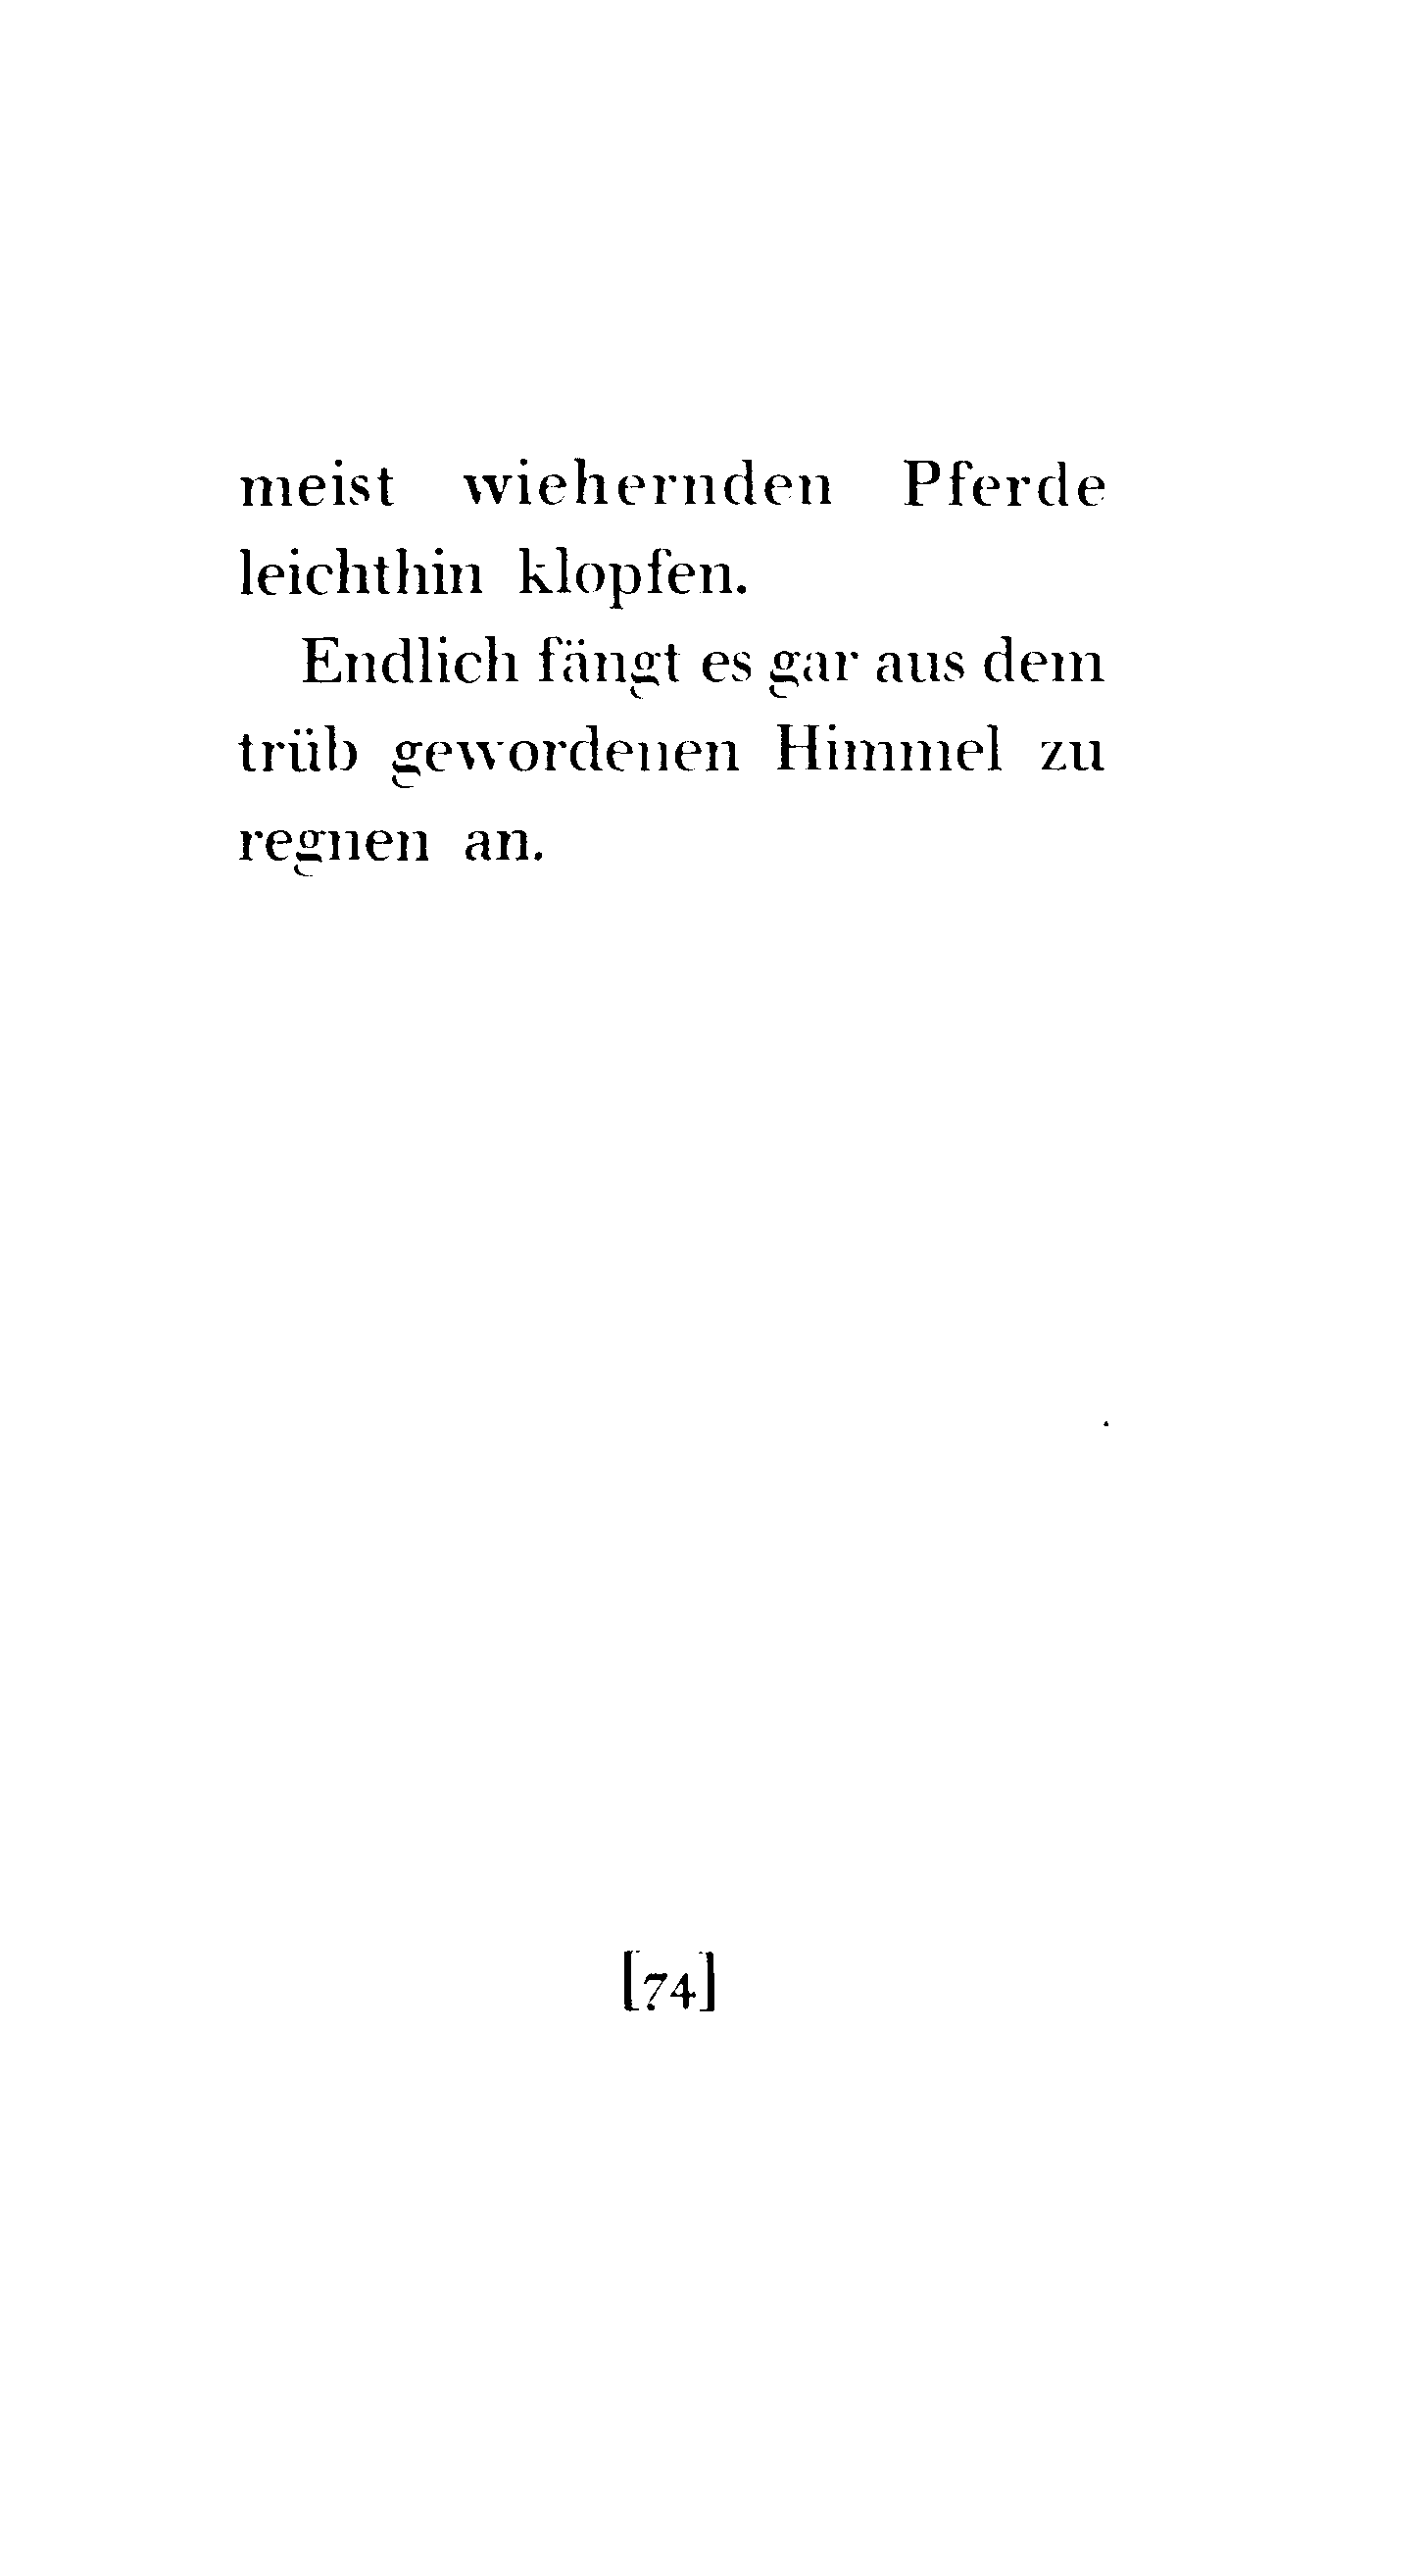 meist wiehernden Pferde
leichthin klopfen.
Endlich fängt es gar aus dem
trüb gewordenen Himmel zu
regnen an.
[74]